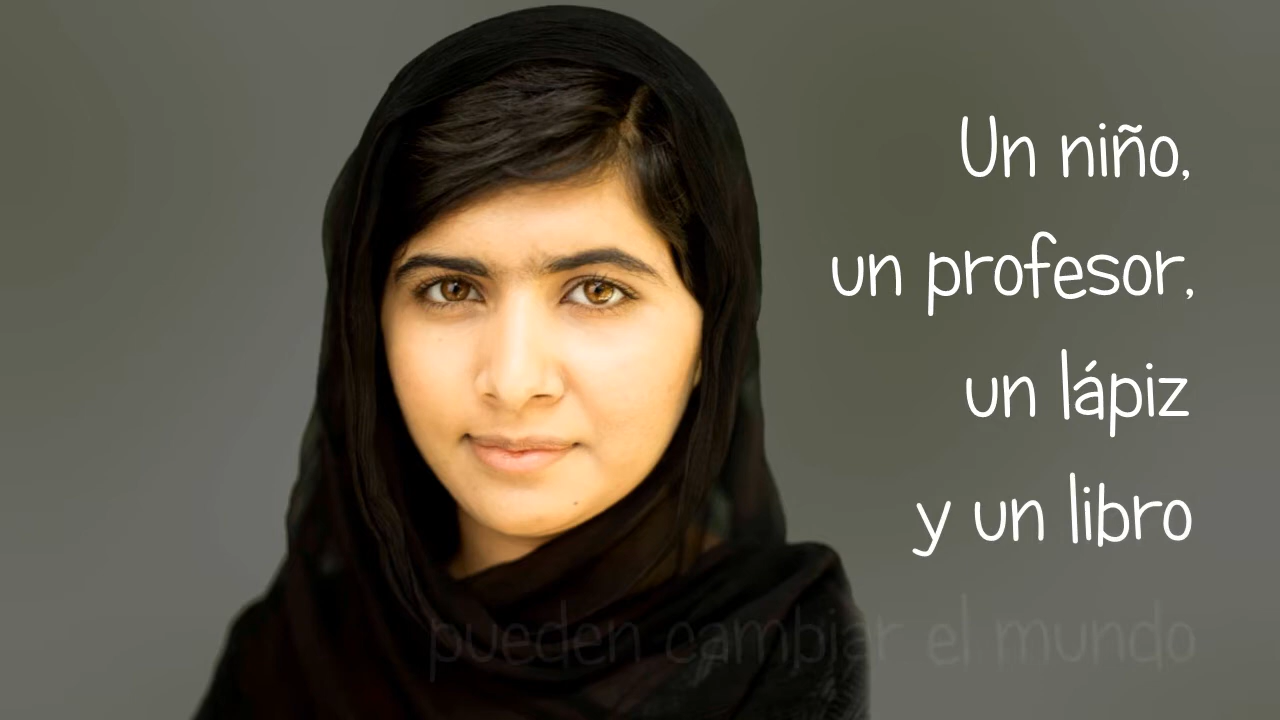 Un niño,
un profesor,
un lápiz
y un libro
pueden cambiar el mundo